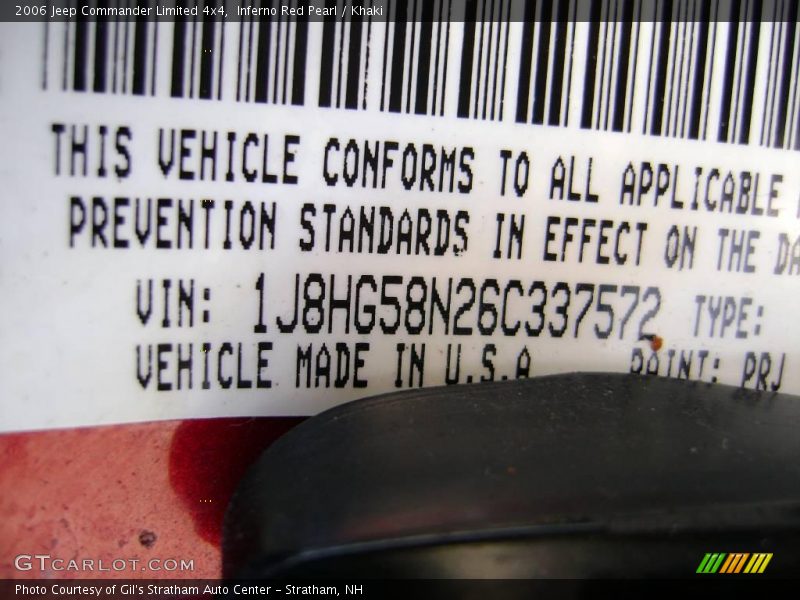 2006 Jeep Commander Limited 4x4,  Inferno Red Pearl / Khaki
THIS VEHICLE CONFORMS TO ALL APPLICABLE
PREVENTION STANDARDS IN EFFECT ON THE DA
VIN: 1J8HG58N26C337572 TYPE:
VEHICLE MADE IN U.S.A PAINT: PRJ
GTCARLOT.COM
Photo Courtesy of Gil's Stratham Auto Center - Stratham, NH